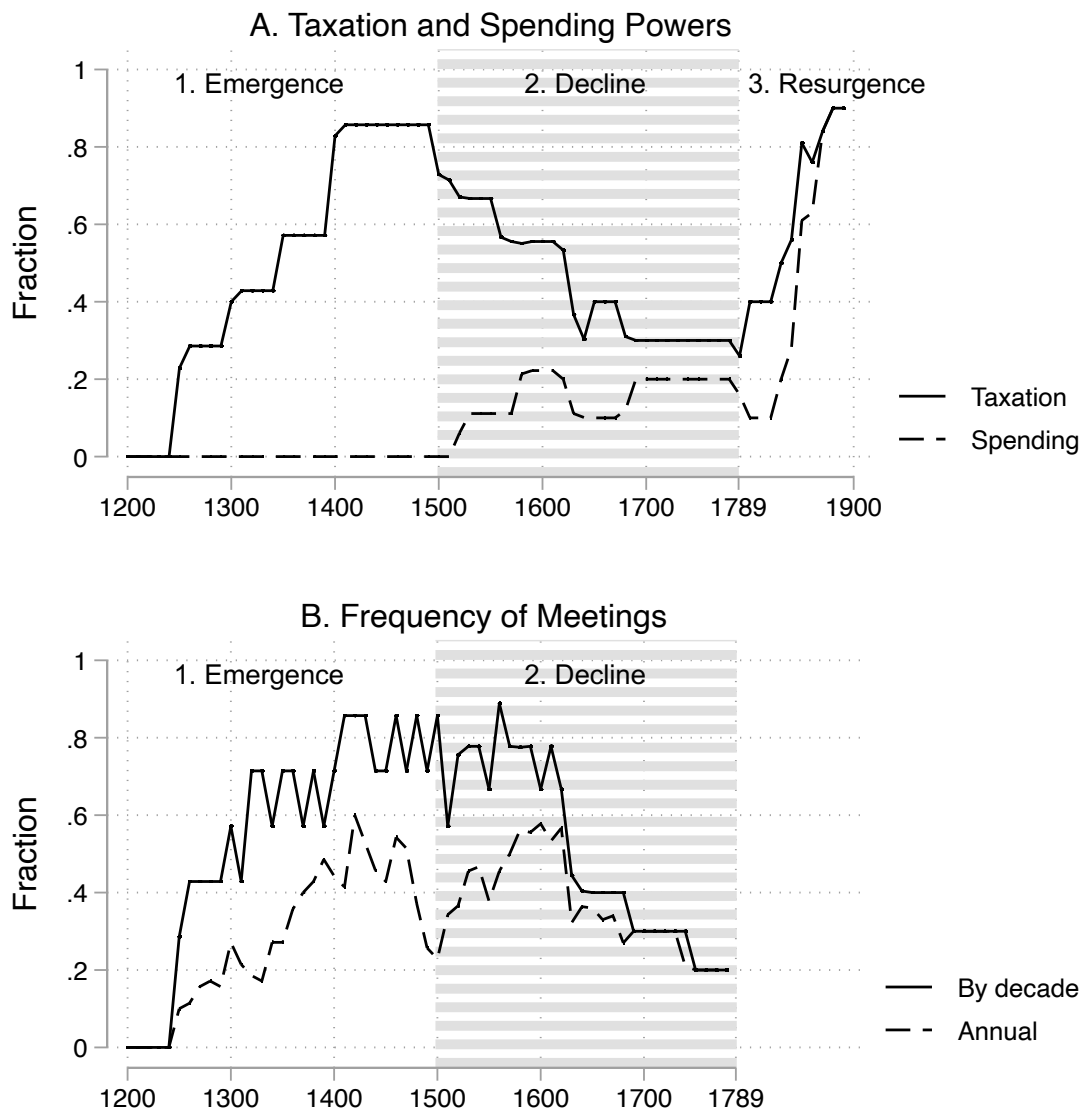 A. Taxation and Spending Powers
1. Emergence 2. Decline 3. Resurgence
Fraction
1
.8
.6
.4
.2
0
1200 1300 1400 1500 1600 1700 1789 1900
Taxation
Spending
B. Frequency of Meetings
1. Emergence 2. Decline
Fraction
1
.8
.6
.4
.2
0
1200 1300 1400 1500 1600 1700 1789
By decade
Annual